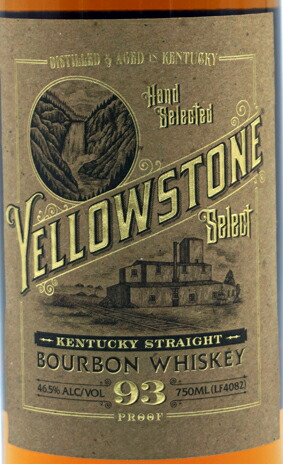 DISTILLED & AGED IN KENTUCKY
Hand
Selected
YELLOWSTONE
Select
KENTUCKY STRAIGHT
BOURBON WHISKEY
46.5% ALC/VOL 93 750ML (LF4082)
PROOF